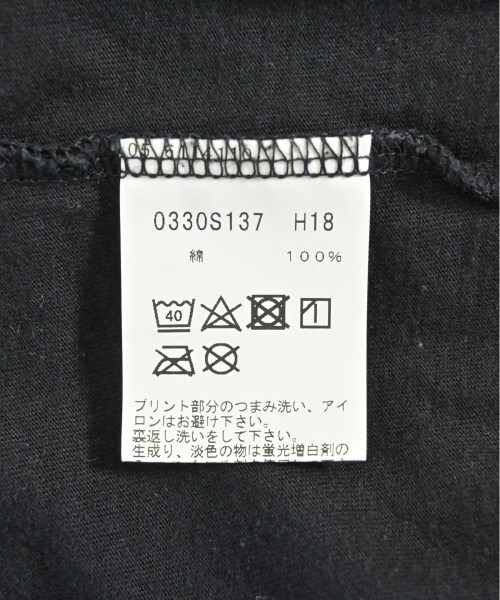 0330S137 H18
綿 100%
40
プリント部分のつまみ洗い、アイ
ロンはお避け下さい。
裏返し洗いをして下さい。
生成り、淡色の物は蛍光増白剤の